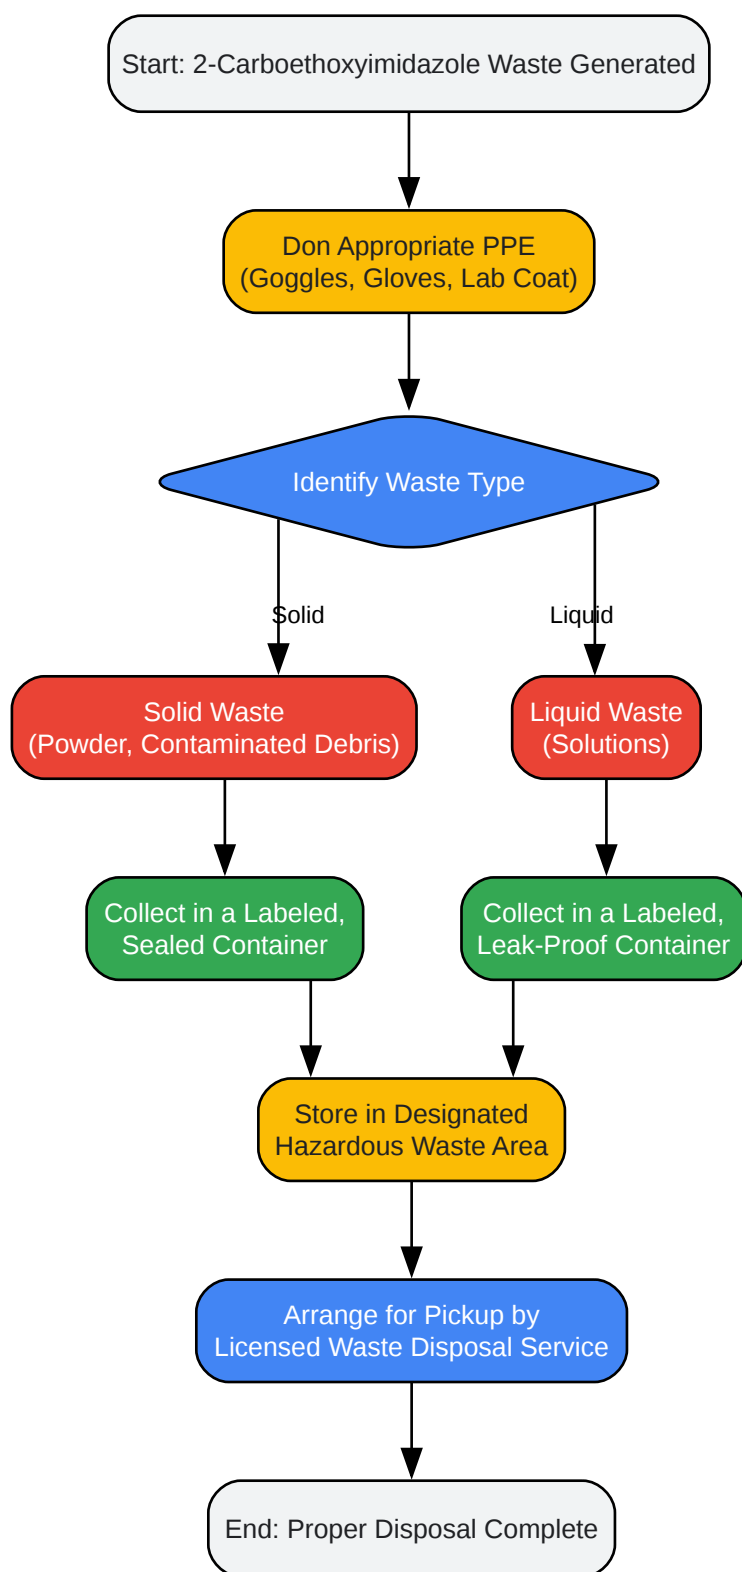 Start: 2-Carboethoxyimidazole Waste Generated
Don Appropriate PPE
(Goggles, Gloves, Lab Coat)
Identify Waste Type
Solid
Liquid
Solid Waste
(Powder, Contaminated Debris)
Liquid Waste
(Solutions)
Collect in a Labeled,
Sealed Container
Collect in a Labeled,
Leak-Proof Container
Store in Designated
Hazardous Waste Area
Arrange for Pickup by
Licensed Waste Disposal Service
End: Proper Disposal Complete